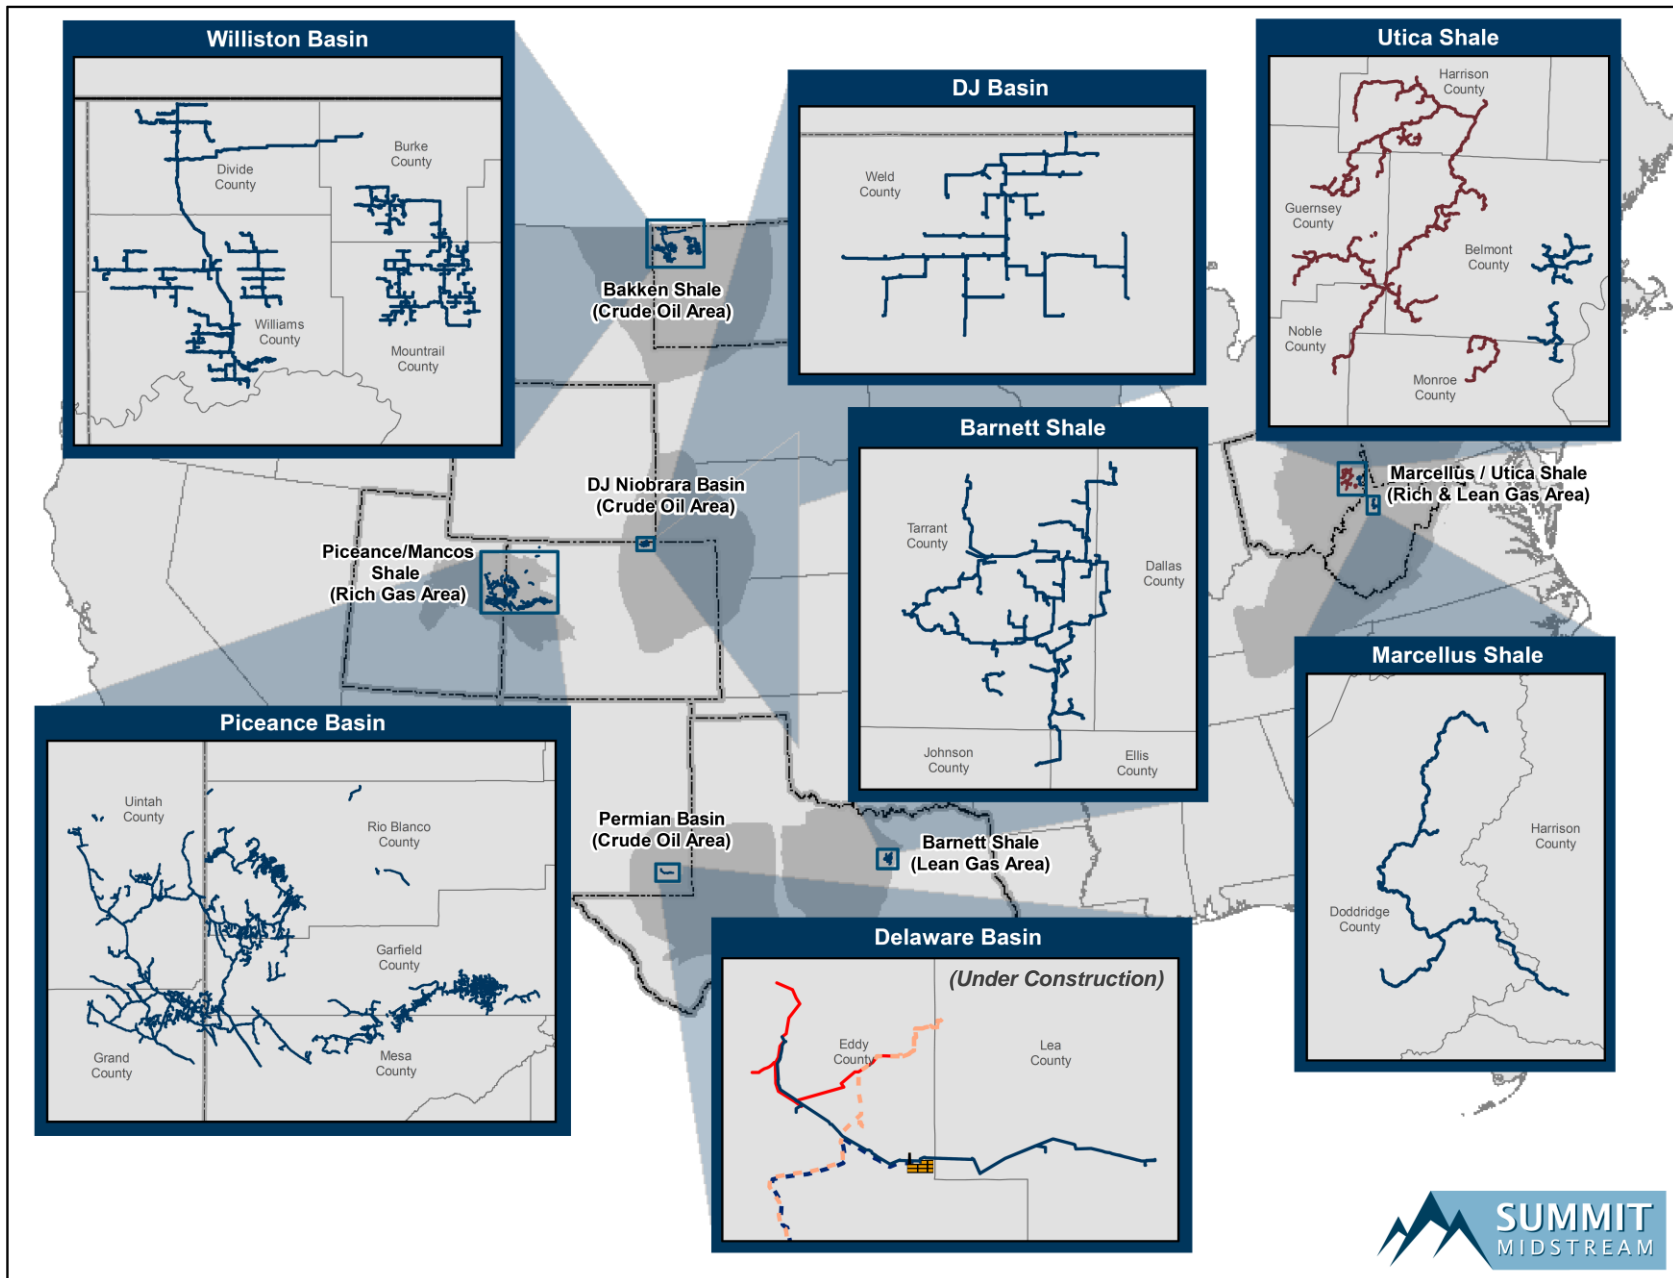 Williston Basin
Divide
County
Burke
County
Williams
County
Mountrail
County
DJ Basin
Weld
County
Utica Shale
Harrison
County
Guernsey
County
Belmont
County
Noble
County
Monroe
County
Bakken Shale
(Crude Oil Area)
Barnett Shale
Tarrant
County
Dallas
County
Johnson
County
Ellis
County
DJ Niobrara Basin
(Crude Oil Area)
Marcellus / Utica Shale
(Rich & Lean Gas Area)
Piceance/Mancos
Shale
(Rich Gas Area)
Marcellus Shale
Harrison
County
Doddridge
County
Piceance Basin
Uintah
County
Rio Blanco
County
Garfield
County
Grand
County
Mesa
County
Permian Basin
(Crude Oil Area)
Barnett Shale
(Lean Gas Area)
Delaware Basin
(Under Construction)
Eddy
County
Lea
County
SUMMIT
MIDSTREAM